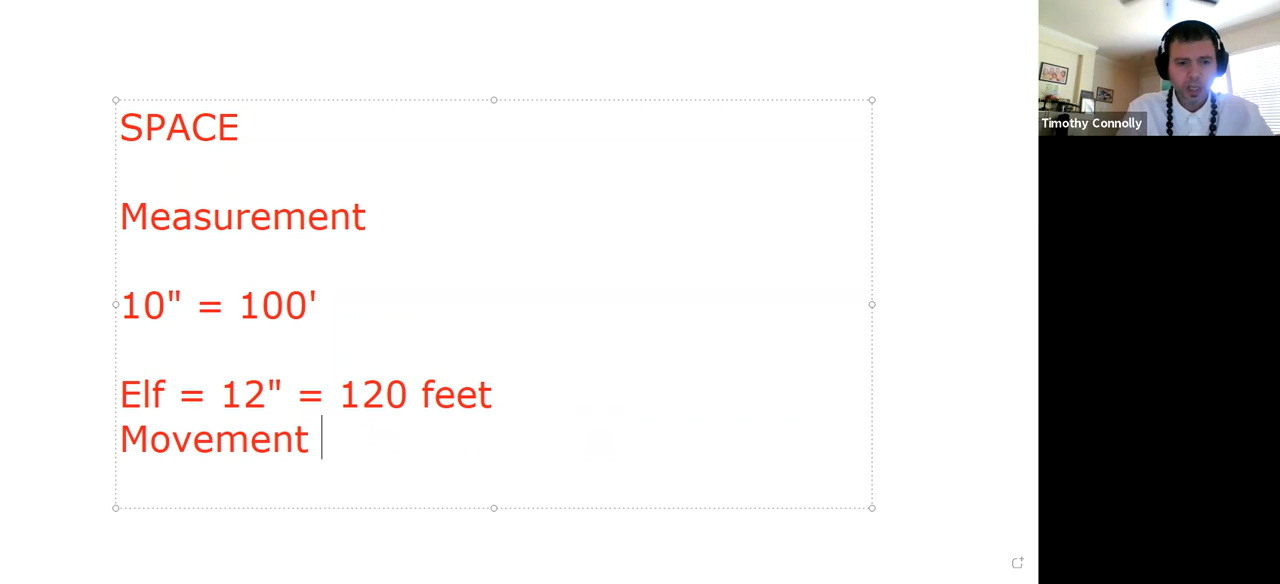 SPACE
Measurement
10" = 100'
Elf = 12" = 120 feet
Movement
Timothy Connolly